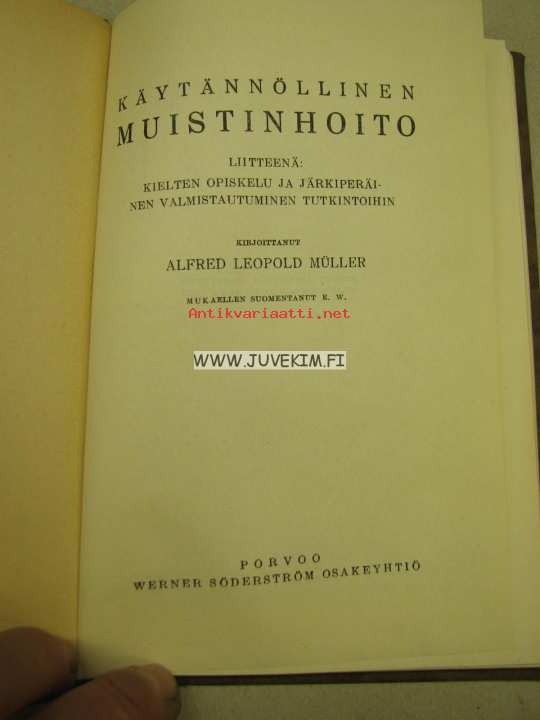 KÄYTÄNNÖLLINEN
MUISTINHOITO
LIITTEENÄ:
KIELTEN OPISKELU JA JÄRKIPERÄI-
NEN VALMISTAUTUMINEN TUTKINTOIHIN
KIRJOITTANUT
ALFRED LEOPOLD MÜLLER
MUKAELLEN SUOMENTANUT E. W.
Antikvariaatti.net
WWW.JUVEKIM.FI
PORVOO
WERNER SÖDERSTRÖM OSAKEYHTIÖ